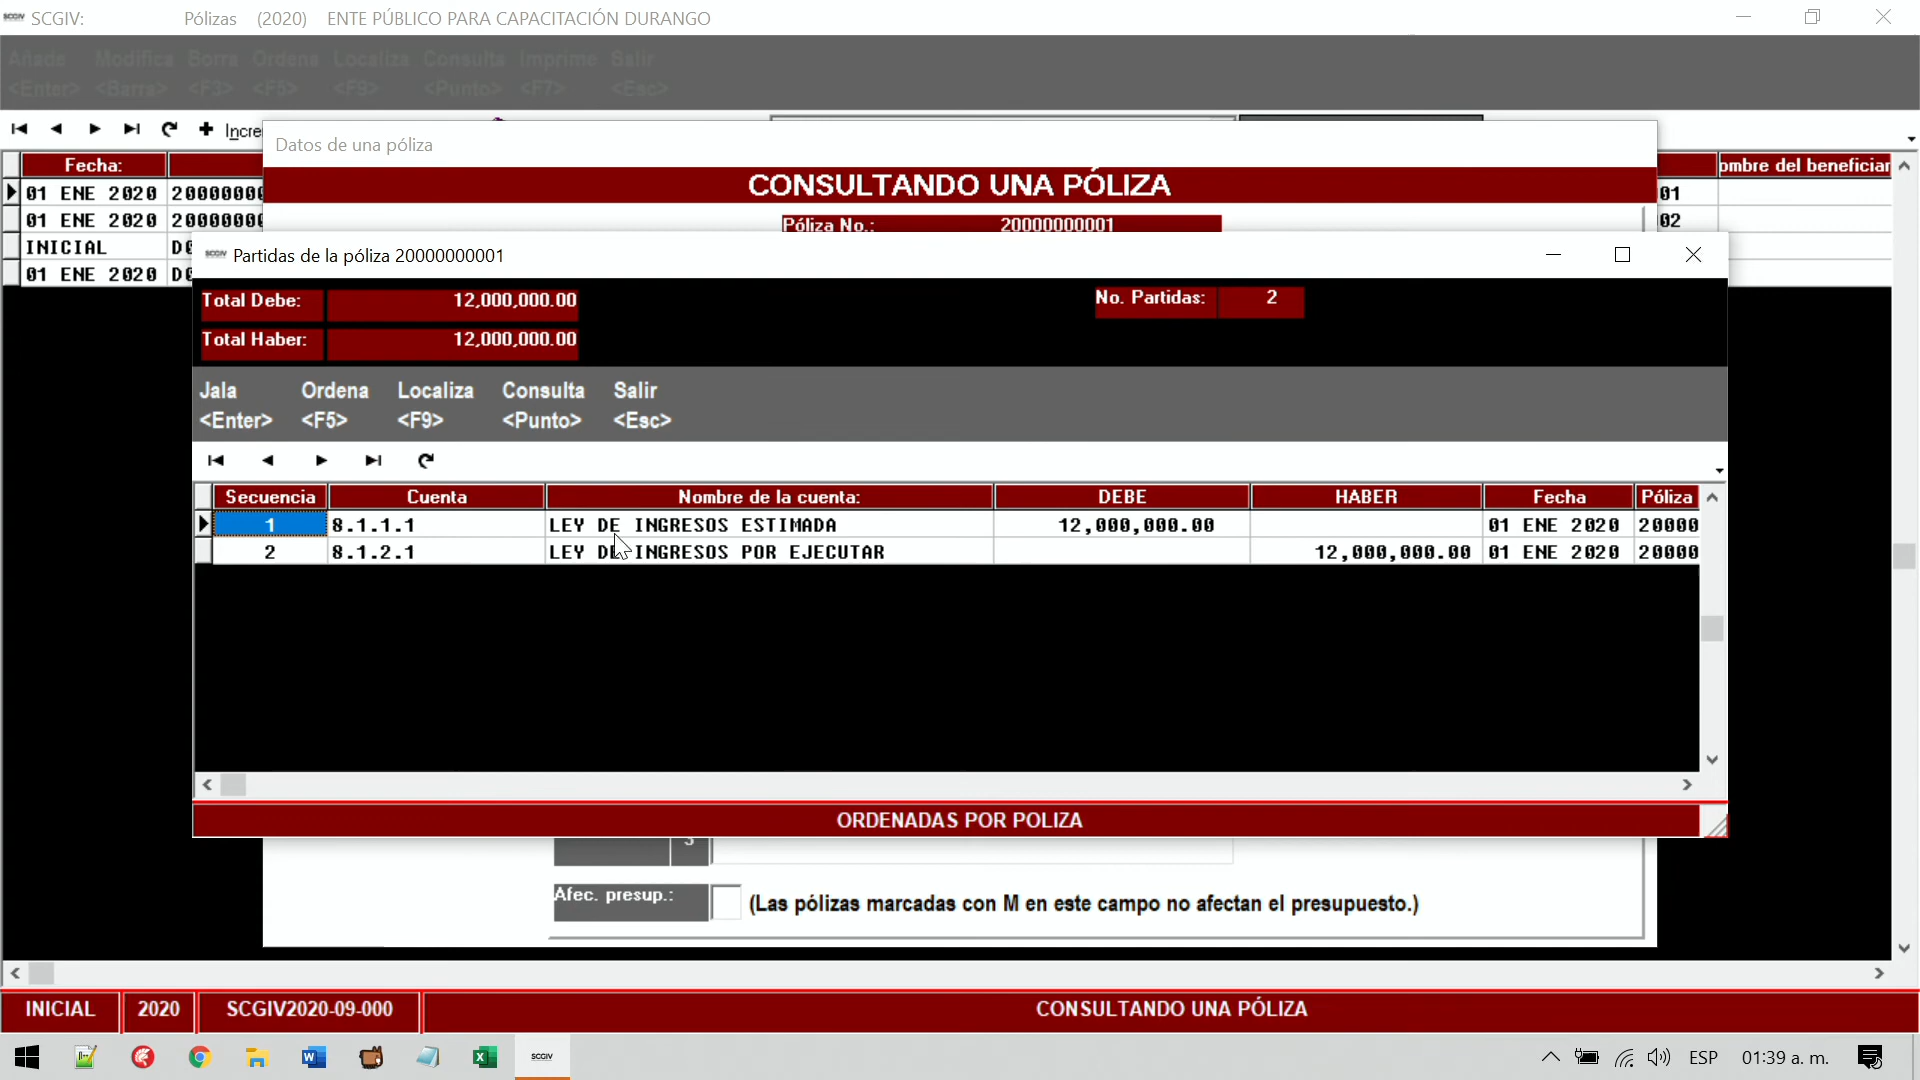 SCGIV: Pólizas (2020) ENTE PÚBLICO PARA CAPACITACIÓN DURANGO
Añade Modifica Borra Ordena Localiza Consulta Imprime Salir
<Enter> <Barra> <F3> <F5> <F9> <Punto> <F7> <Esc>
Incre
Datos de una póliza
Fecha: ombre del beneficiar
CONSULTANDO UNA PÓLIZA
01 ENE 2020 20000000 01
01 ENE 2020 20000000 02
Póliza No.: 20000000001
INICIAL D0
01 ENE 2020 D0
Partidas de la póliza 20000000001
Total Debe: 12,000,000.00 No. Partidas: 2
Total Haber: 12,000,000.00
Jala Ordena Localiza Consulta Salir
<Enter> <F5> <F9> <Punto> <Esc>
Secuencia Cuenta Nombre de la cuenta: DEBE HABER Fecha Póliza
1 8.1.1.1 LEY DE INGRESOS ESTIMADA 12,000,000.00 01 ENE 2020 20000
2 8.1.2.1 LEY DE INGRESOS POR EJECUTAR 12,000,000.00 01 ENE 2020 20000
ORDENADAS POR POLIZA
Afec. presup.: (Las pólizas marcadas con M en este campo no afectan el presupuesto.)
INICIAL 2020 SCGIV2020-09-000 CONSULTANDO UNA PÓLIZA
SCGIV ESP 01:39 a. m.